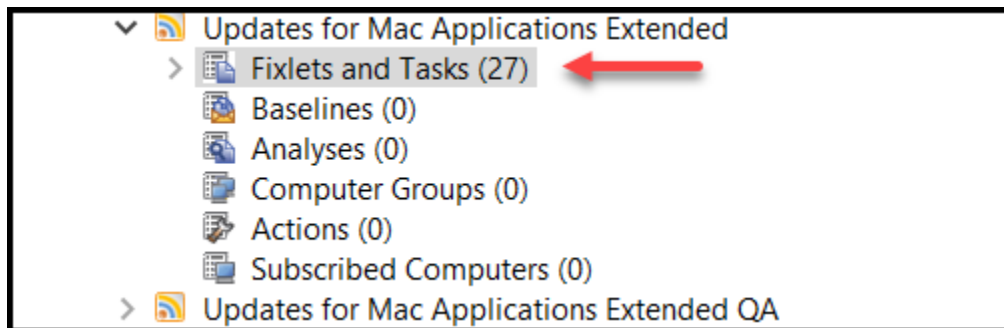 Updates for Mac Applications Extended
Fixlets and Tasks (27)
Baselines (0)
Analyses (0)
Computer Groups (0)
Actions (0)
Subscribed Computers (0)
Updates for Mac Applications Extended QA